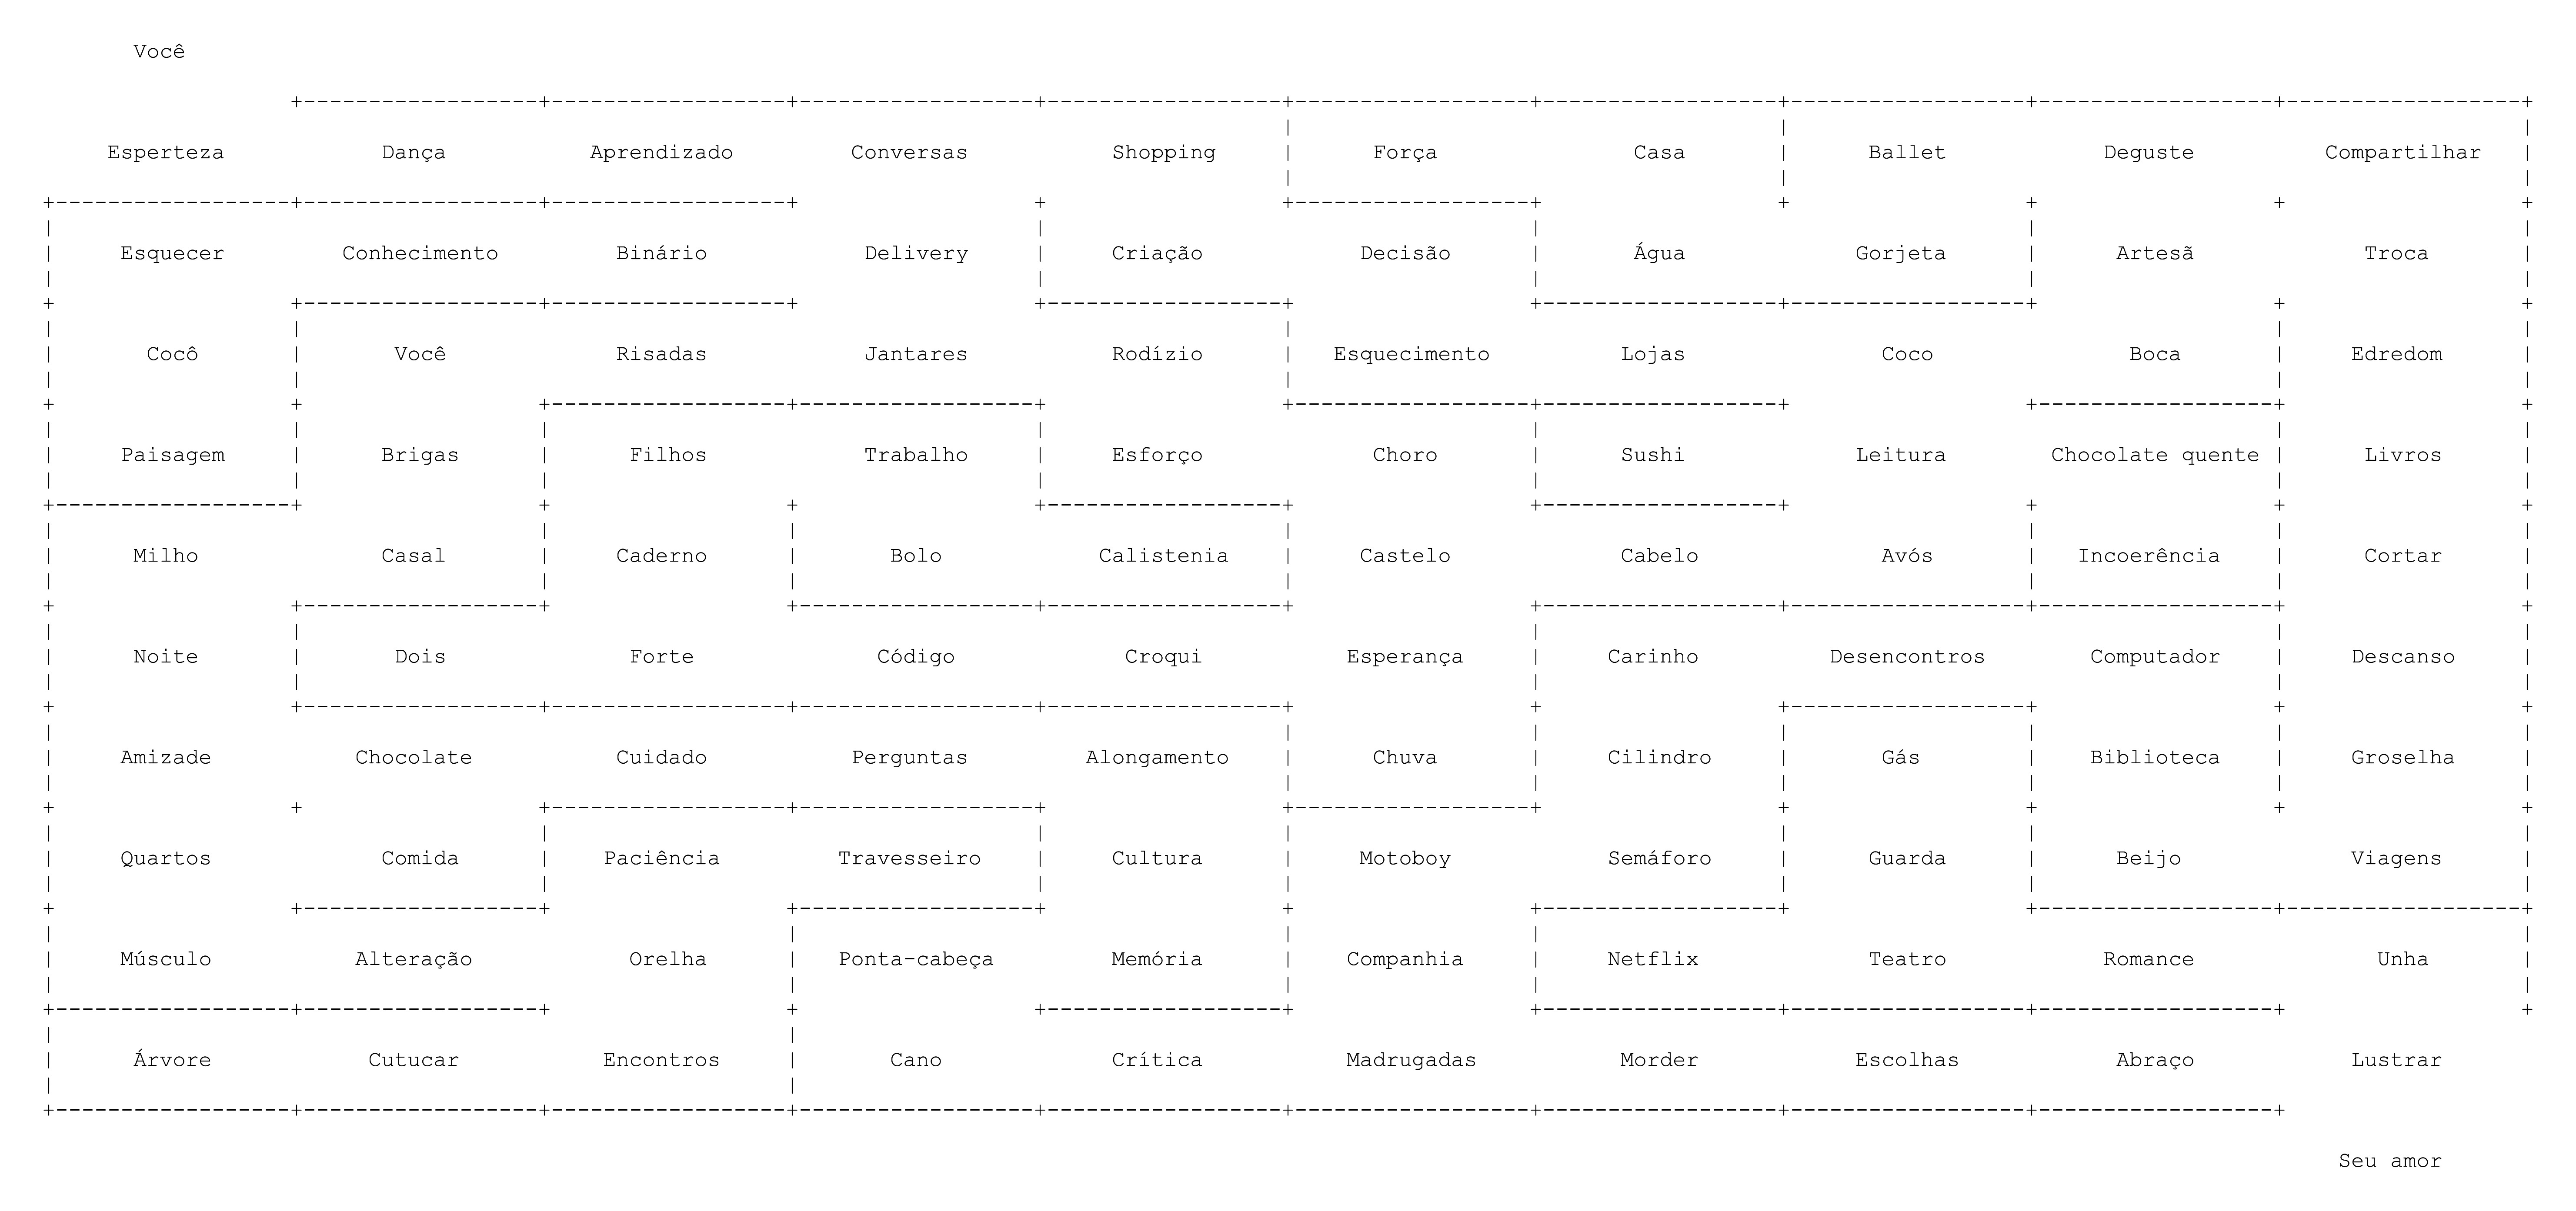 Você
Esperteza Dança Aprendizado Conversas Shopping Força Casa Ballet Deguste Compartilhar
Esquecer Conhecimento Binário Delivery Criação Decisão Água Gorjeta Artesã Troca
Cocô Você Risadas Jantares Rodízio Esquecimento Lojas Coco Boca Edredom
Paisagem Brigas Filhos Trabalho Esforço Choro Sushi Leitura Chocolate quente Livros
Milho Casal Caderno Bolo Calistenia Castelo Cabelo Avós Incoerência Cortar
Noite Dois Forte Código Croqui Esperança Carinho Desencontros Computador Descanso
Amizade Chocolate Cuidado Perguntas Alongamento Chuva Cilindro Gás Biblioteca Groselha
Quartos Comida Paciência Travesseiro Cultura Motoboy Semáforo Guarda Beijo Viagens
Músculo Alteração Orelha Ponta-cabeça Memória Companhia Netflix Teatro Romance Unha
Árvore Cutucar Encontros Cano Crítica Madrugadas Morder Escolhas Abraço Lustrar
Seu amor